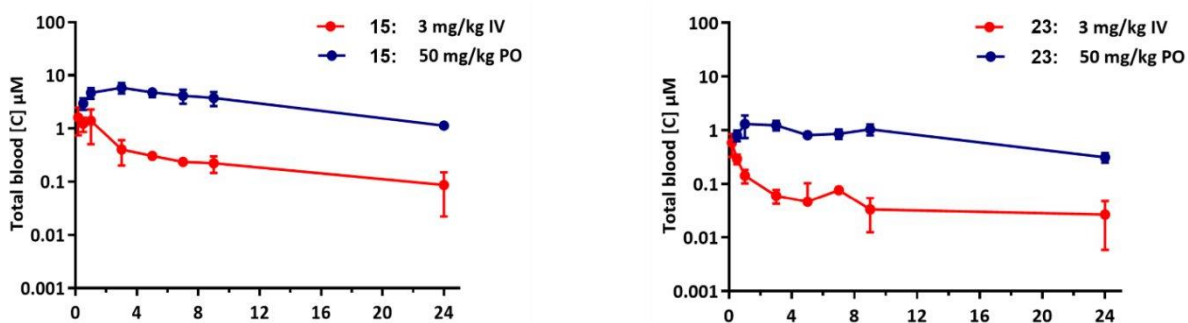 15: 3 mg/kg IV
15: 50 mg/kg PO
Total blood [C] µM
100
10
1
0.1
0.01
0.001
0 4 8 12 16 20 24
23: 3 mg/kg IV
23: 50 mg/kg PO
Total blood [C] µM
100
10
1
0.1
0.01
0.001
0 4 8 12 16 20 24